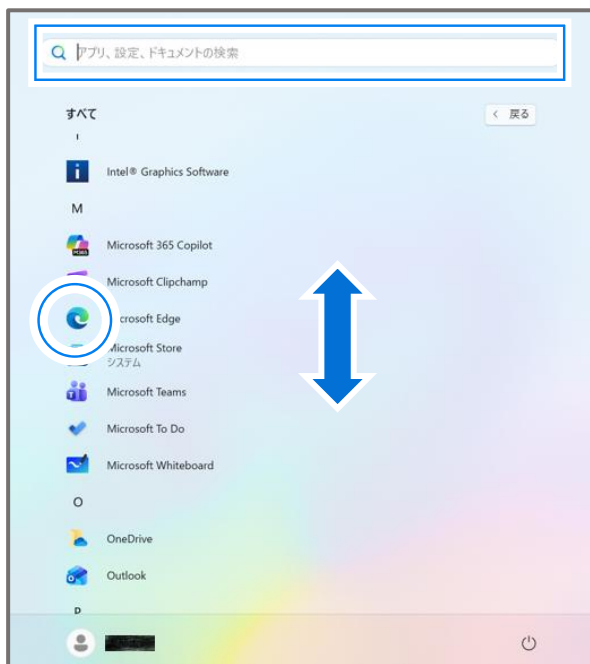 アプリ、設定、ドキュメントの検索
すべて
戻る
I
Intel® Graphics Software
M
Microsoft 365 Copilot
Microsoft Clipchamp
crosoft Edge
Microsoft Store
システム
Microsoft Teams
Microsoft To Do
Microsoft Whiteboard
O
OneDrive
Outlook
P